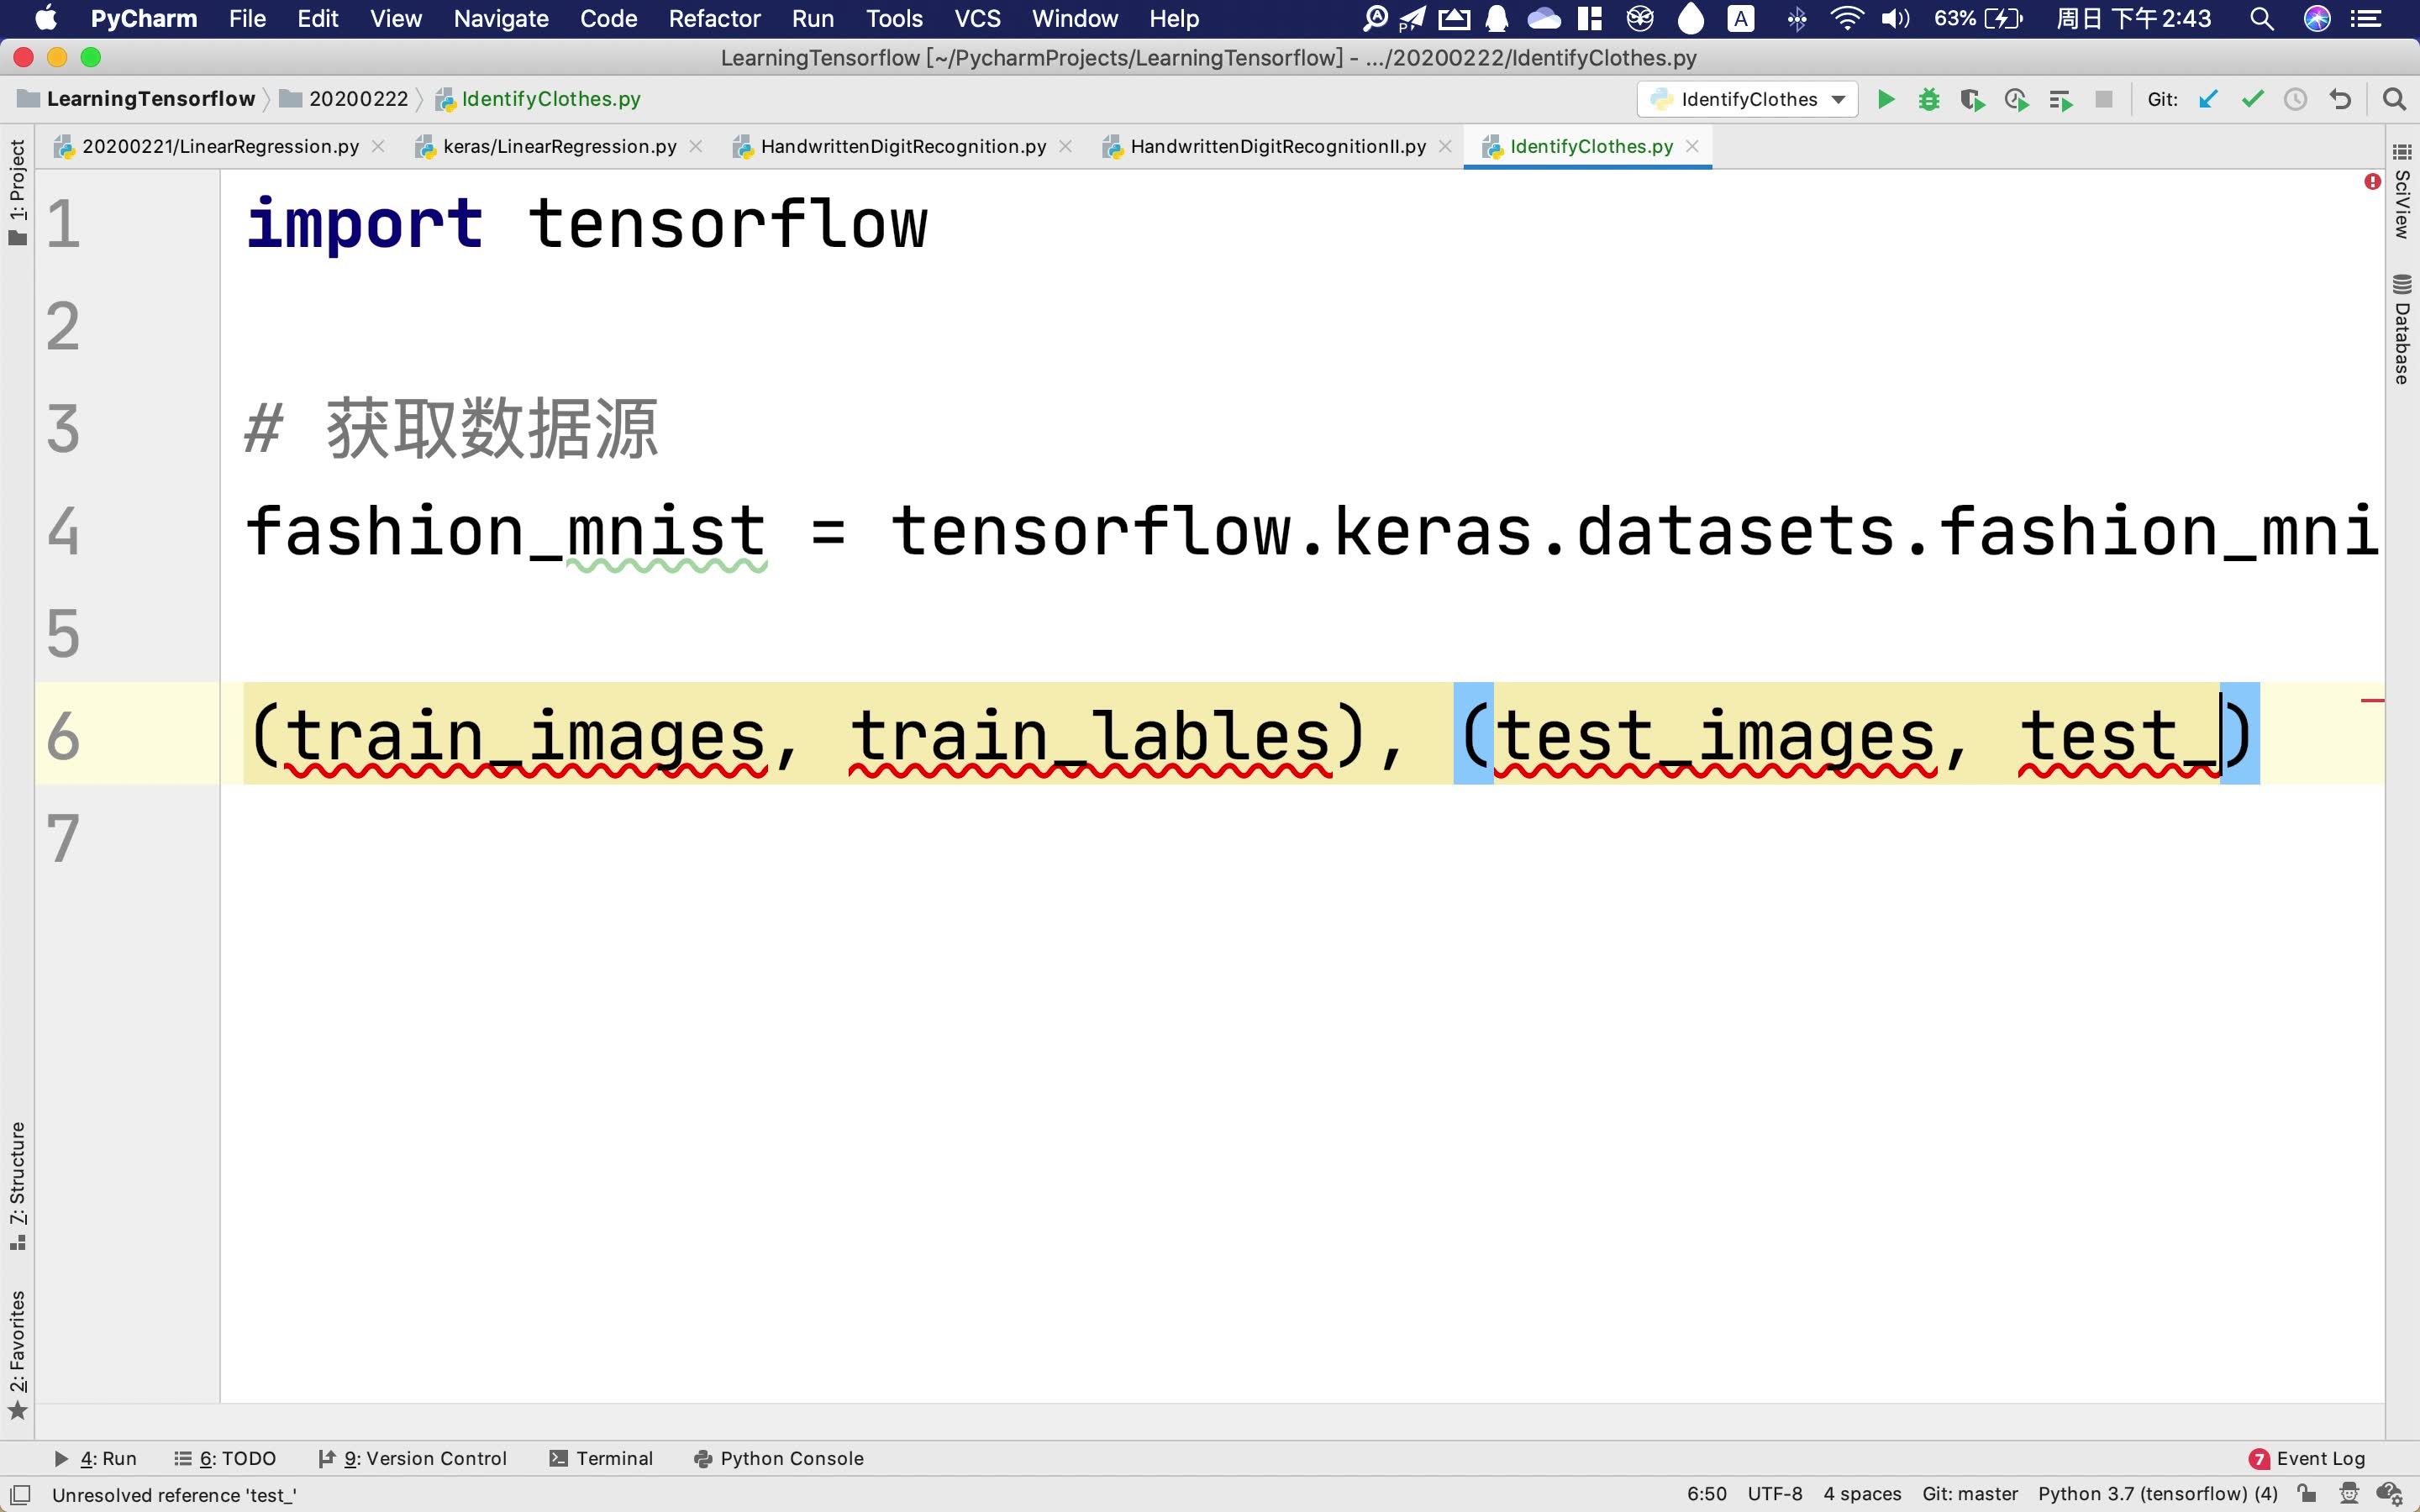 PyCharm File Edit View Navigate Code Refactor Run Tools VCS Window Help A 63% 周日 下午 2:43
LearningTensorflow [~/PycharmProjects/LearningTensorflow] - .../20200222/IdentifyClothes.py
LearningTensorflow 20200222 IdentifyClothes.py IdentifyClothes Git:
20200221/LinearRegression.py keras/LinearRegression.py HandwrittenDigitRecognition.py HandwrittenDigitRecognitionII.py IdentifyClothes.py
1: Project
SciView
Database
1 import tensorflow
2
3 # 获取数据源
4 fashion_mnist = tensorflow.keras.datasets.fashion_mni
5
6 (train_images, train_lables), (test_images, test_)
7
7: Structure
2: Favorites
4: Run 6: TODO 9: Version Control Terminal Python Console 7 Event Log
Unresolved reference 'test_' 6:50 UTF-8 4 spaces Git: master Python 3.7 (tensorflow) (4)